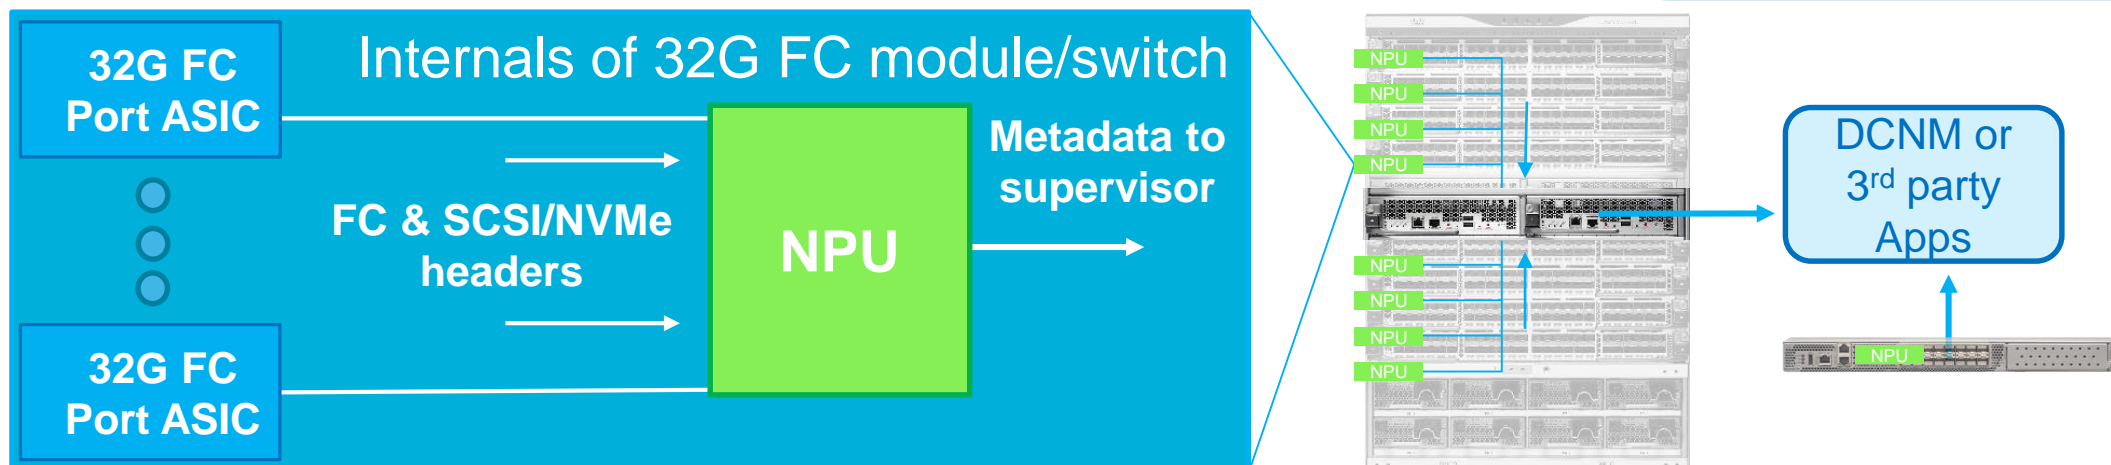 32G FC
Port ASIC
Internals of 32G FC module/switch
FC & SCSI/NVMe
headers
NPU
Metadata to
supervisor
32G FC
Port ASIC
NPU
NPU
NPU
NPU
NPU
NPU
NPU
NPU
DCNM or
3rd party
Apps
NPU